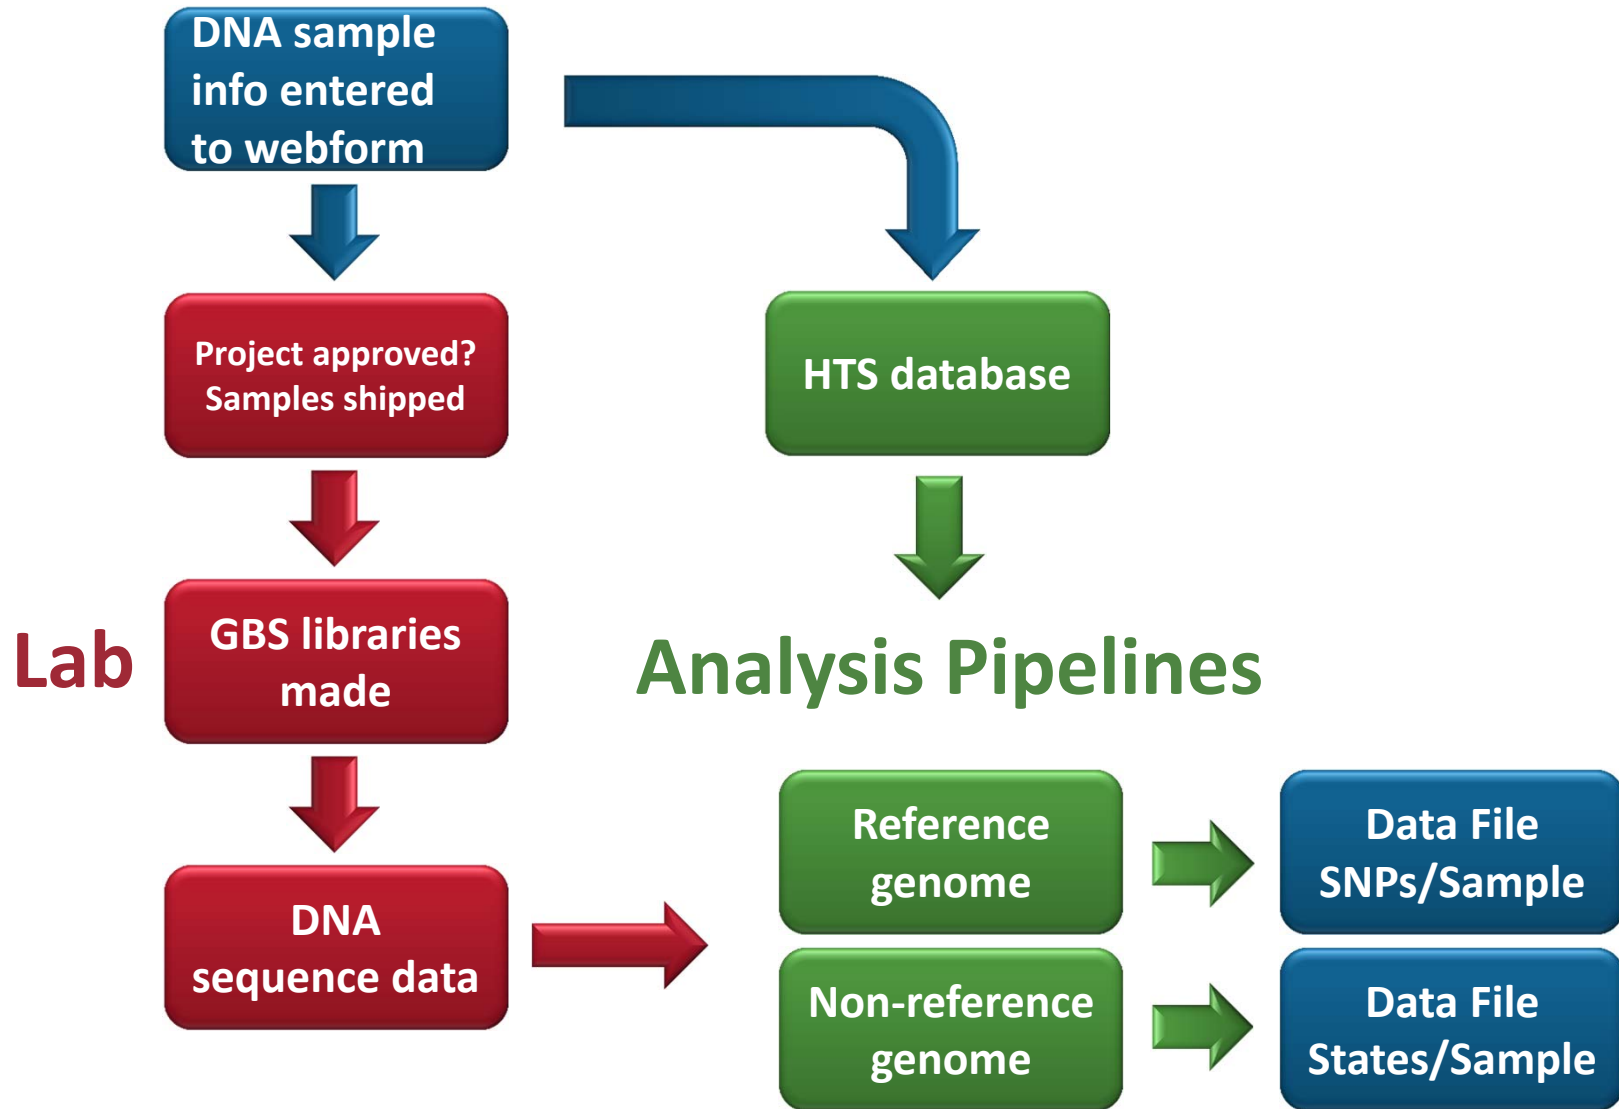 DNA sample
info entered
to webform
Project approved?
Samples shipped
HTS database
Lab
GBS libraries
made
Analysis Pipelines
DNA
sequence data
Reference
genome
Data File
SNPs/Sample
Non-reference
genome
Data File
States/Sample